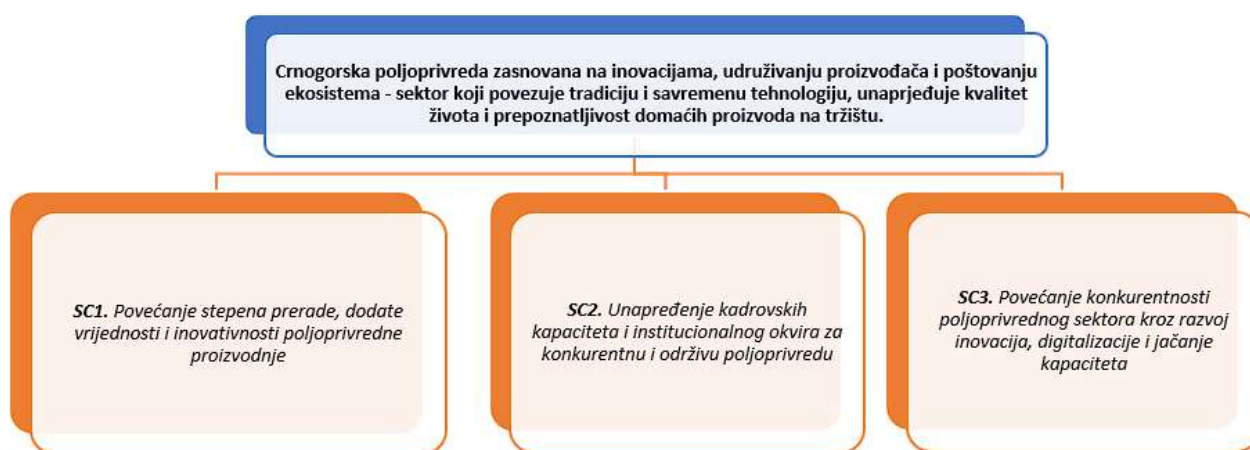 Crnogorska poljoprivreda zasnovana na inovacijama, udruživanju proizvođača i poštovanju
ekosistema - sektor koji povezuje tradiciju i savremenu tehnologiju, unaprjeđuje kvalitet
života i prepoznatljivost domaćih proizvoda na tržištu.
SC1. Povećanje stepena prerade, dodate
vrijednosti i inovativnosti poljoprivredne
proizvodnje
SC2. Unapređenje kadrovskih
kapaciteta i institucionalnog okvira za
konkurentnu i održivu poljoprivredu
SC3. Povećanje konkurentnosti
poljoprivrednog sektora kroz razvoj
inovacija, digitalizacije i jačanje
kapaciteta